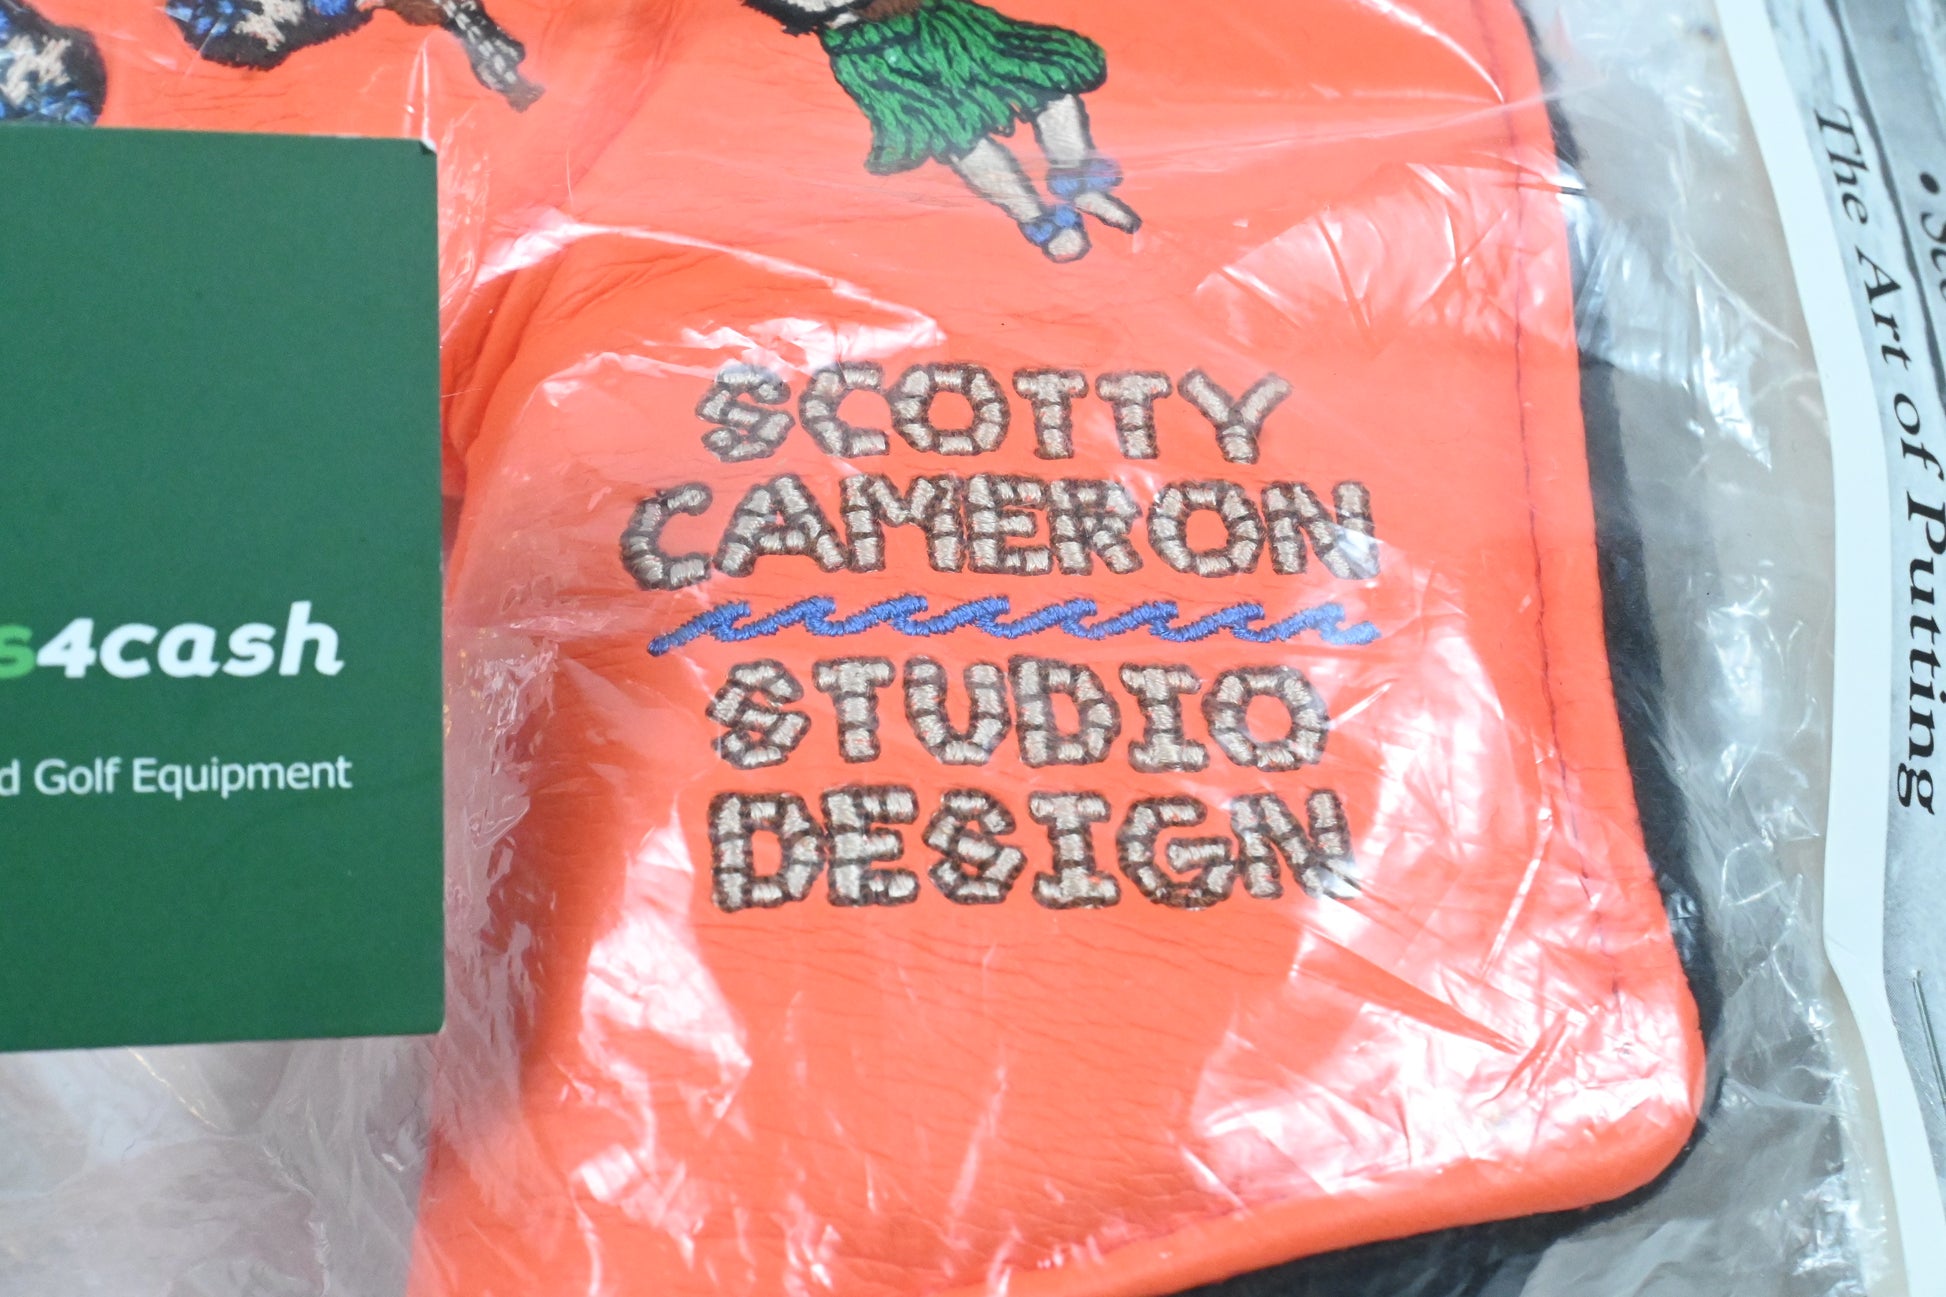 s4cash
d Golf Equipment
SCOTTY
CAMERON
STUDIO
DESIGN
The Art of Putting